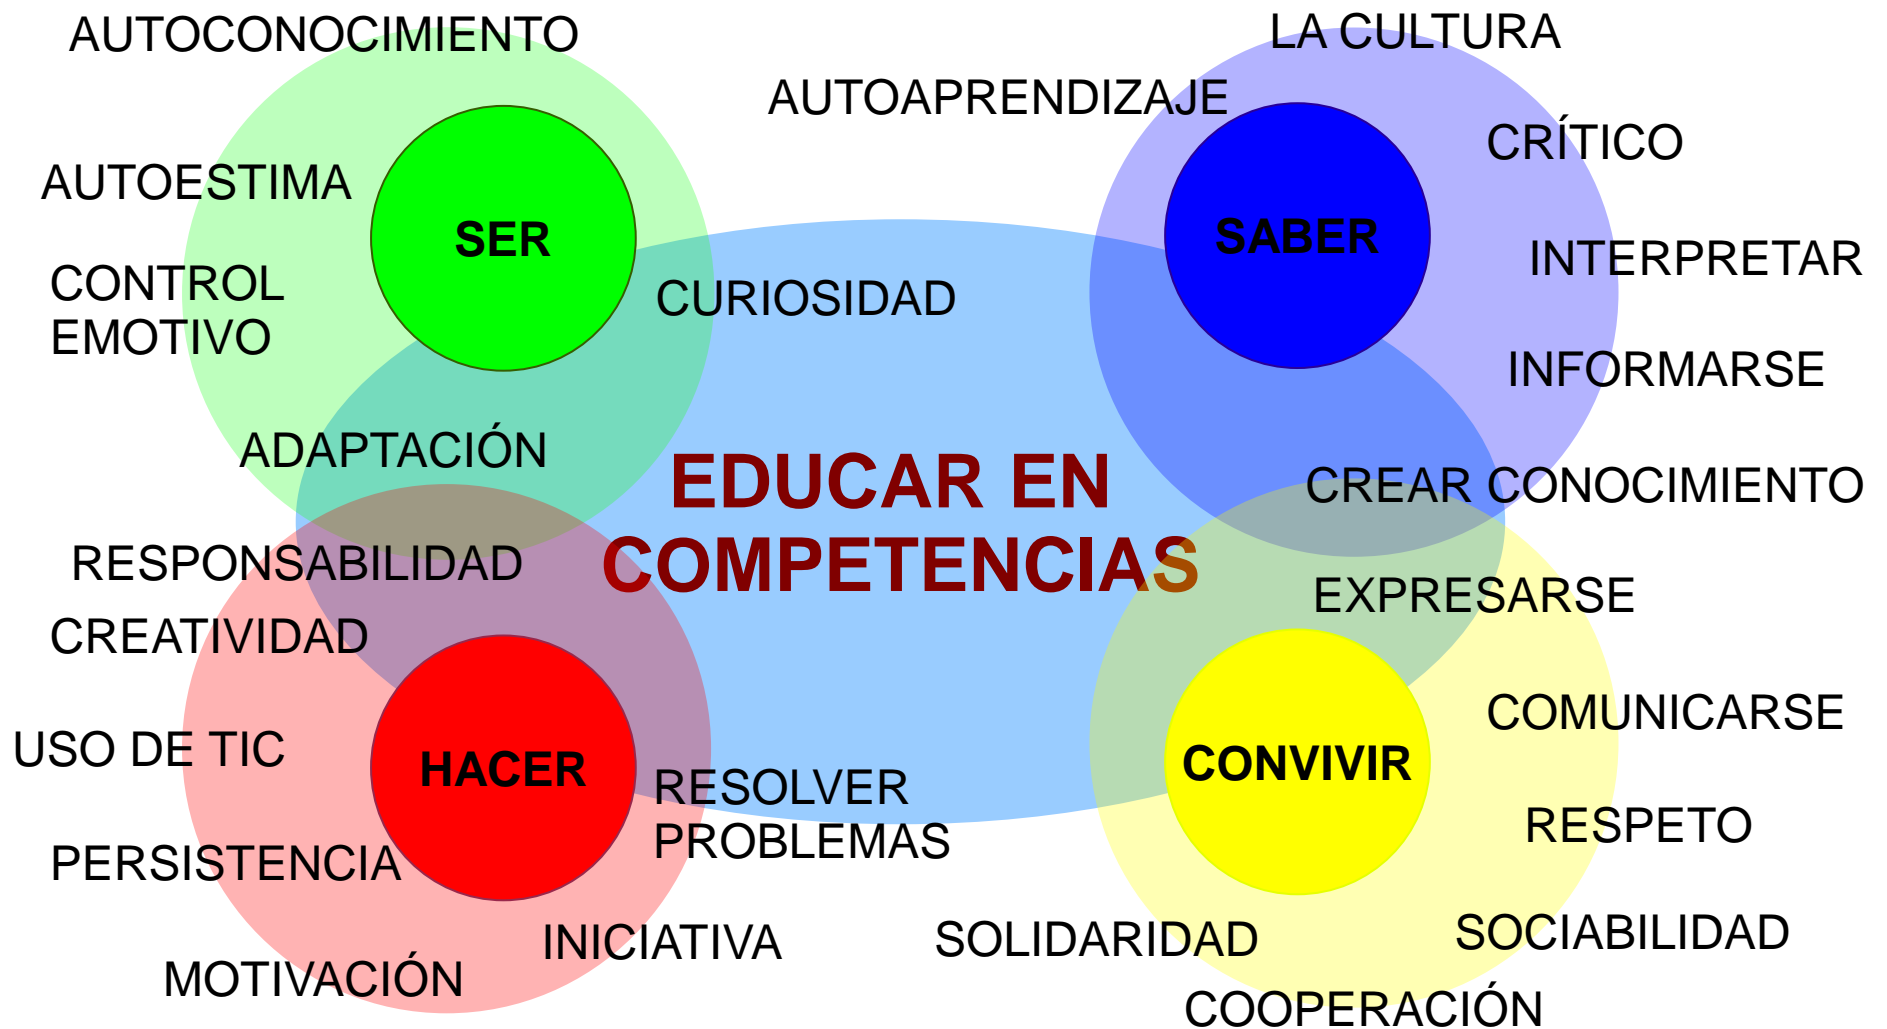 AUTOCONOCIMIENTO
LA CULTURA
AUTOAPRENDIZAJE
CRÍTICO
AUTOESTIMA
SER
SABER
INTERPRETAR
CONTROL
EMOTIVO
CURIOSIDAD
INFORMARSE
ADAPTACIÓN
EDUCAR EN
COMPETENCIAS
CREAR CONOCIMIENTO
RESPONSABILIDAD
EXPRESARSE
CREATIVIDAD
COMUNICARSE
USO DE TIC
HACER
CONVIVIR
RESOLVER
PROBLEMAS
RESPETO
PERSISTENCIA
INICIATIVA
SOLIDARIDAD
SOCIABILIDAD
MOTIVACIÓN
COOPERACIÓN